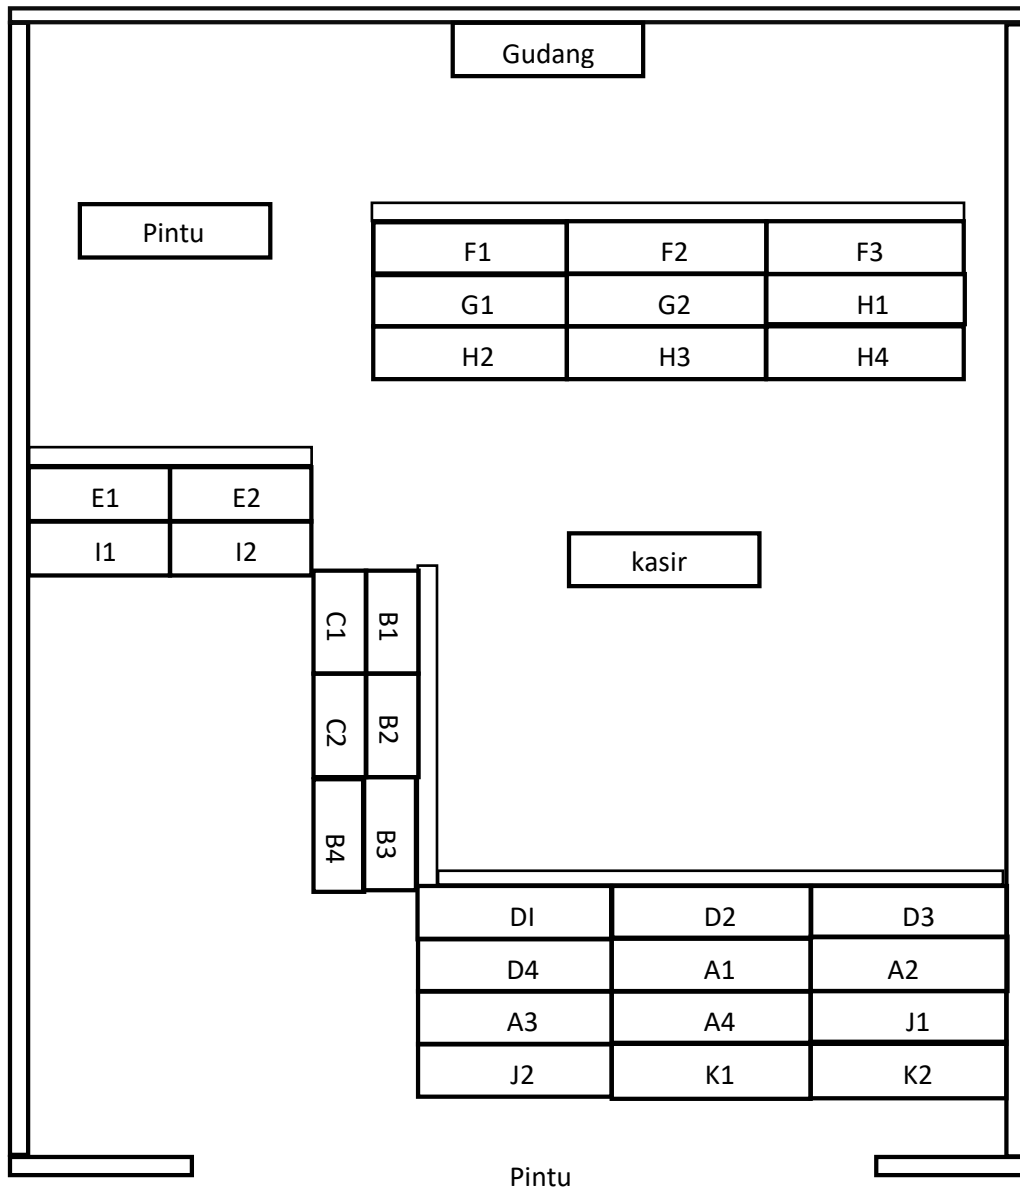 Gudang
Pintu
F1 F2 F3
G1 G2 H1
H2 H3 H4
E1 E2
I1 I2
kasir
C1 B1
C2 B2
B4 B3
DI D2 D3
D4 A1 A2
A3 A4 J1
J2 K1 K2
Pintu